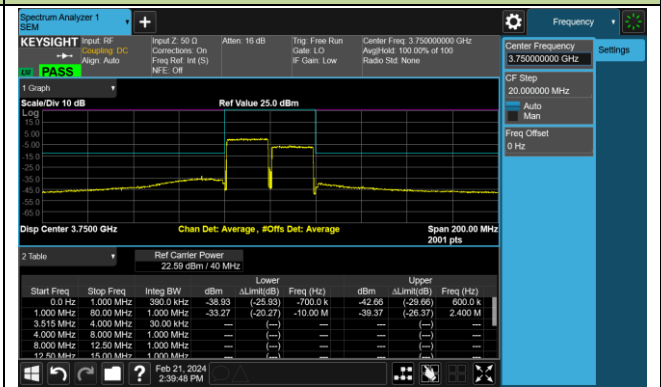 Spectrum Analyzer 1
SEM
+
Frequency
KEYSIGHT
Input: RF
Coupling: DC
Align: Auto
Input Z: 50 Ω
Corrections: On
Freq Ref: Int (S)
NFE: Off
Atten: 16 dB
Trig: Free Run
Gate: LO
IF Gain: Low
Center Freq: 3.750000000 GHz
Avg|Hold: 100.00% of 100
Radio Std: None
PASS
Center Frequency
3.750000000 GHz
Settings
CF Step
20.000000 MHz
Auto
Man
Freq Offset
0 Hz
1 Graph
Scale/Div 10 dB
Ref Value 25.0 dBm
Log
15.0
5.00
-5.00
-15.0
-25.0
-35.0
-45.0
-55.0
-65.0
Disp Center 3.7500 GHz
Chan Det: Average , #Offs Det: Average
Span 200.00 MHz
2001 pts
2 Table
Ref Carrier Power
22.59 dBm / 40 MHz
Lower Upper
Start Freq Stop Freq Integ BW dBm ΔLimit(dB) Freq (Hz) dBm ΔLimit(dB) Freq (Hz)
0.0 Hz 1.000 MHz 390.0 kHz -38.93 (-25.93) -700.0 k -42.66 (-29.66) 600.0 k
1.000 MHz 80.00 MHz 1.000 MHz -33.27 (-20.27) -10.00 M -39.37 (-26.37) 2.400 M
3.515 MHz 4.000 MHz 30.00 kHz --- (---) --- --- (---) ---
4.000 MHz 8.000 MHz 1.000 MHz --- (---) --- --- (---) ---
8.000 MHz 12.50 MHz 1.000 MHz --- (---) --- --- (---) ---
12.50 MHz 15.00 MHz 1.000 MHz --- (---) --- --- (---) ---
?
Feb 21, 2024
2:39:48 PM